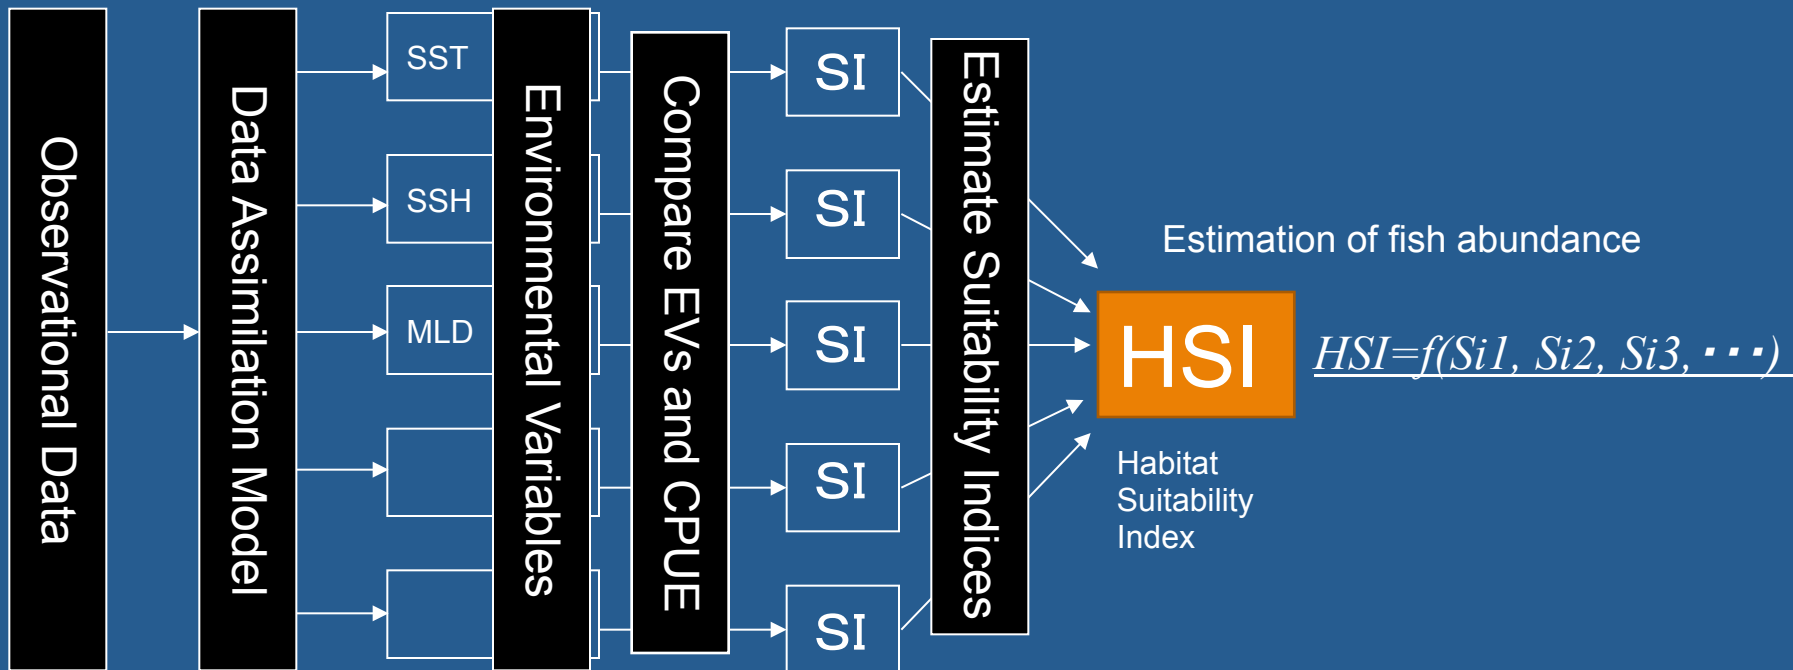 Observational Data
Data Assimilation Model
SST
SSH
MLD
Environmental Variables
Compare EVs and CPUE
SI
SI
SI
SI
SI
Estimate Suitability Indices
Estimation of fish abundance
HSI
HSI=f(Si1, Si2, Si3, ･･･)
Habitat
Suitability
Index